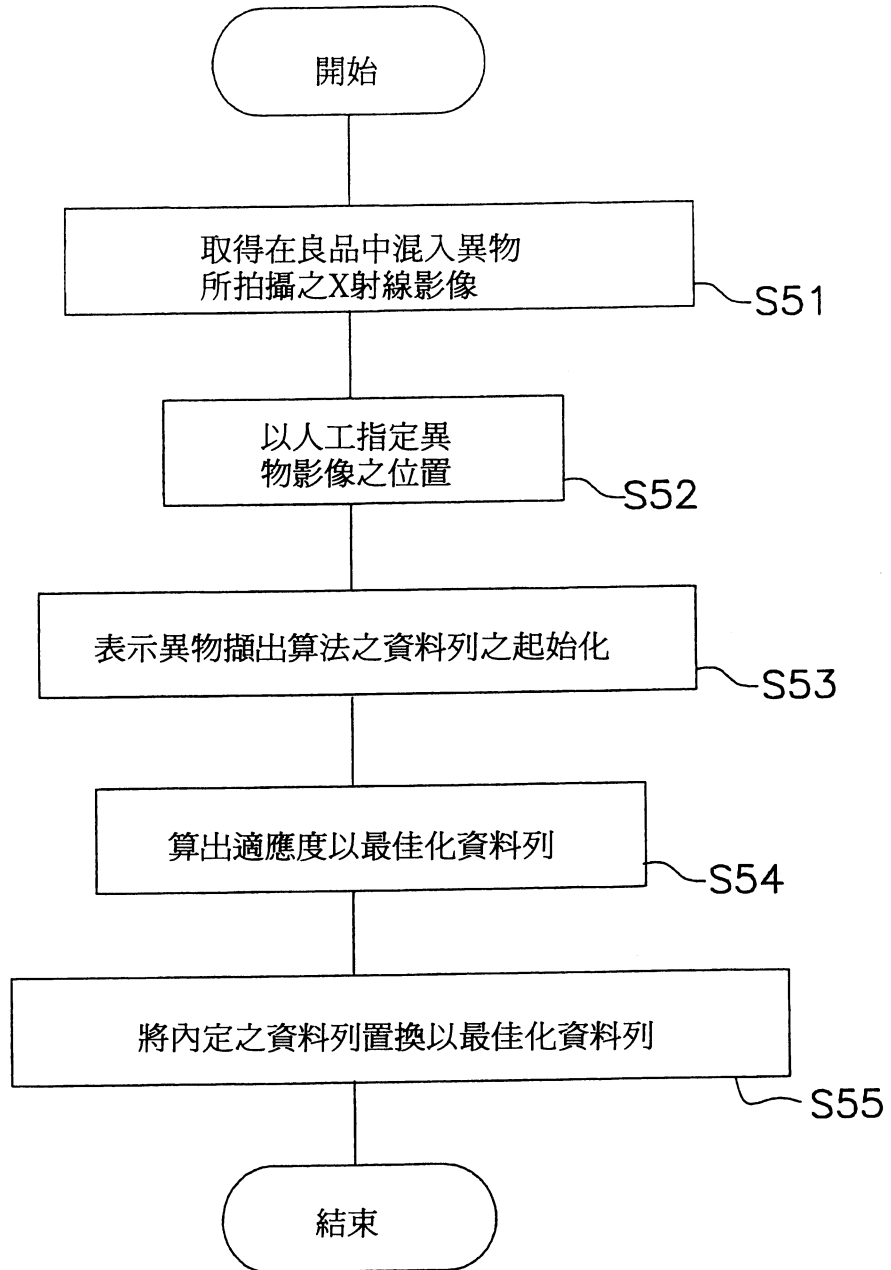 開始
取得在良品中混入異物
所拍攝之X射線影像
S51
以人工指定異
物影像之位置
S52
表示異物擷出算法之資料列之起始化
S53
算出適應度以最佳化資料列
S54
將內定之資料列置換以最佳化資料列
S55
結束